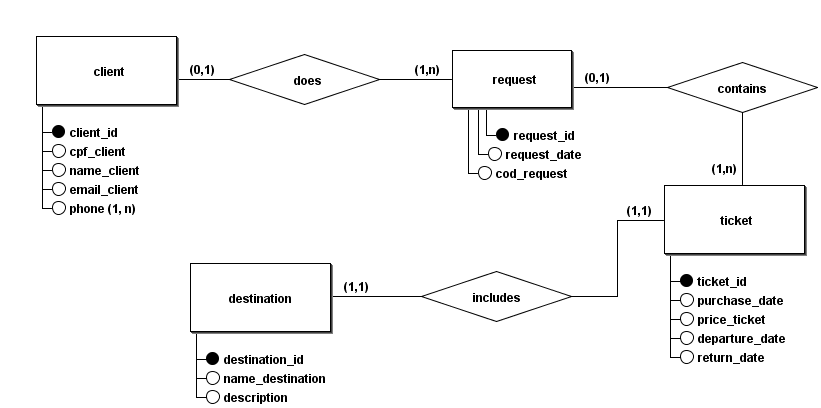 client
(0,1)
does
(1,n)
request
(0,1)
contains
client_id
cpf_client
name_client
email_client
phone (1, n)
request_id
request_date
cod_request
(1,n)
ticket
(1,1)
destination
(1,1)
includes
ticket_id
purchase_date
price_ticket
departure_date
return_date
destination_id
name_destination
description